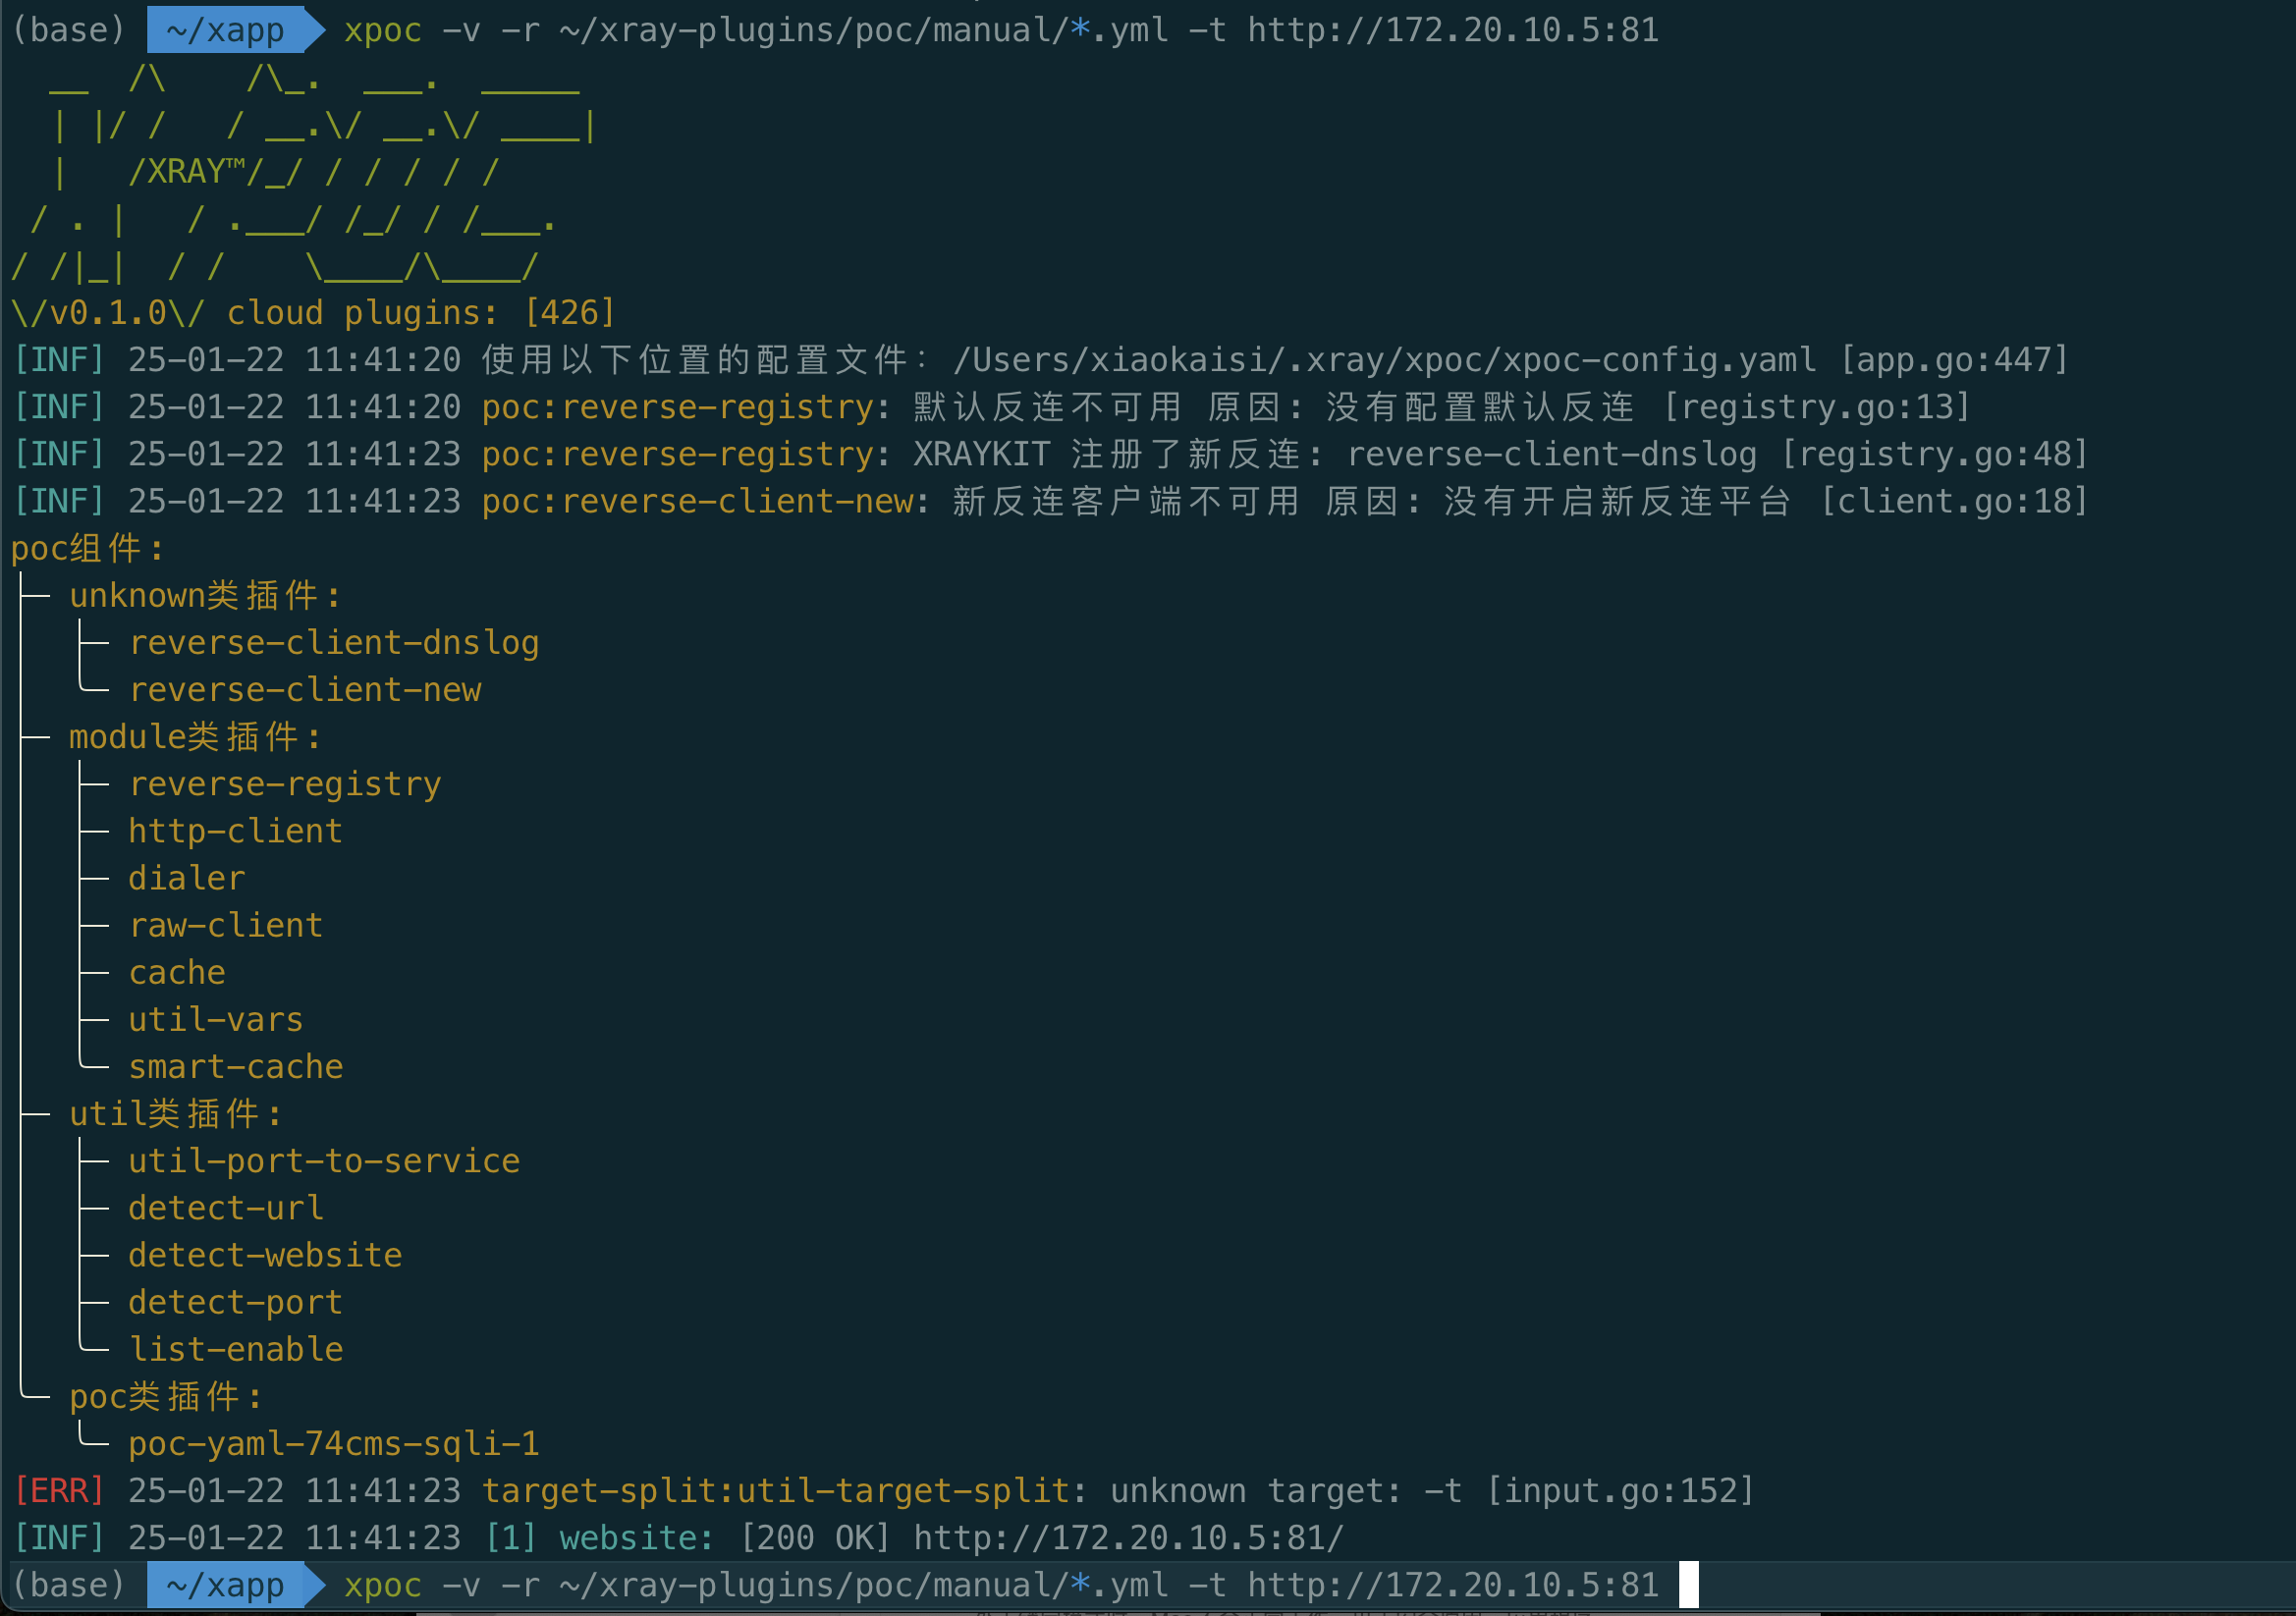 (base) ~/xapp xpoc -v -r ~/xray-plugins/poc/manual/*.yml -t http://172.20.10.5:81
  __  /\    /\_.  ___.  _____
  | |/ /   / __.\/ __.\/ ____|
  |   /XRAY™/_/ / / / / /
 / . |   / .___/ /_/ / /___.
/ /|_|  / /    \____/\____/
\/v0.1.0\/ cloud plugins: [426]
[INF] 25-01-22 11:41:20 使用以下位置的配置文件: /Users/xiaokaisi/.xray/xpoc/xpoc-config.yaml [app.go:447]
[INF] 25-01-22 11:41:20 poc:reverse-registry: 默认反连不可用 原因: 没有配置默认反连 [registry.go:13]
[INF] 25-01-22 11:41:23 poc:reverse-registry: XRAYKIT 注册了新反连: reverse-client-dnslog [registry.go:48]
[INF] 25-01-22 11:41:23 poc:reverse-client-new: 新反连客户端不可用 原因: 没有开启新反连平台 [client.go:18]
poc组件:
├─ unknown类插件:
│  ├─ reverse-client-dnslog
│  ╰─ reverse-client-new
├─ module类插件:
│  ├─ reverse-registry
│  ├─ http-client
│  ├─ dialer
│  ├─ raw-client
│  ├─ cache
│  ├─ util-vars
│  ╰─ smart-cache
├─ util类插件:
│  ├─ util-port-to-service
│  ├─ detect-url
│  ├─ detect-website
│  ├─ detect-port
│  ╰─ list-enable
╰─ poc类插件:
   ╰─ poc-yaml-74cms-sqli-1
[ERR] 25-01-22 11:41:23 target-split:util-target-split: unknown target: -t [input.go:152]
[INF] 25-01-22 11:41:23 [1] website: [200 OK] http://172.20.10.5:81/
(base) ~/xapp xpoc -v -r ~/xray-plugins/poc/manual/*.yml -t http://172.20.10.5:81